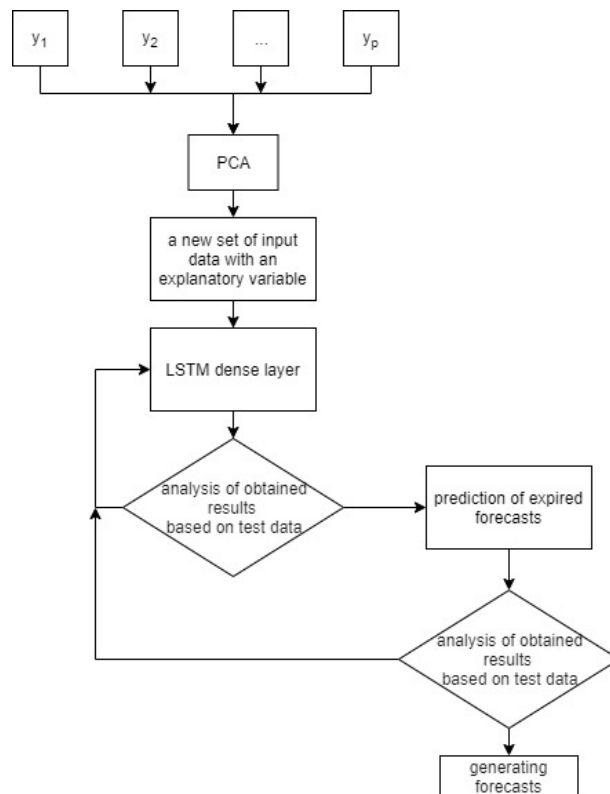 y1
y2
...
yp
PCA
a new set of input
data with an
explanatory variable
LSTM dense layer
analysis of obtained
results
based on test data
prediction of expired
forecasts
analysis of obtained
results
based on test data
generating
forecasts